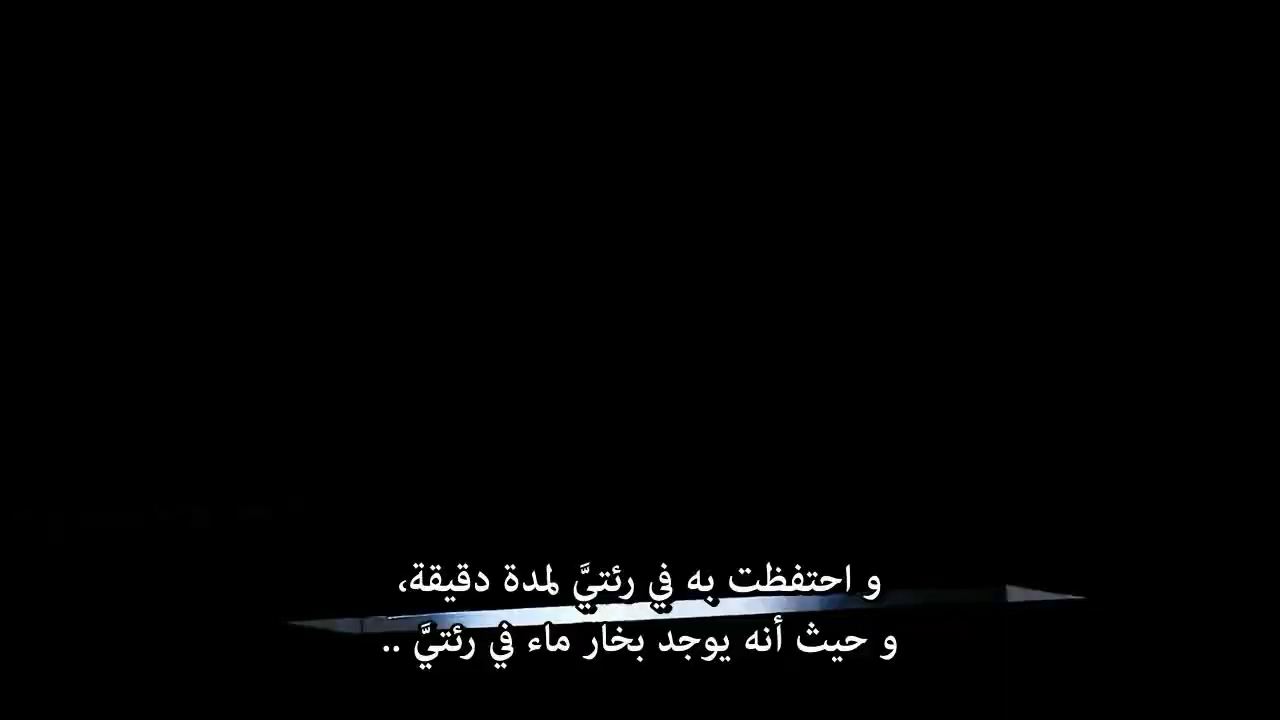 و احتفظت به في رئتيَّ لمدة دقيقة،
و حيث أنه يوجد بخار ماء في رئتيَّ ..